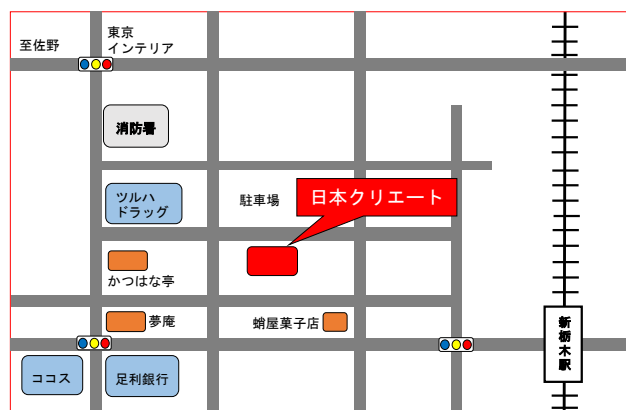 東京
至佐野
インテリア
消防署
ツルハ
ドラッグ
駐車場
日本クリエート
かつはな亭
夢庵
蛸屋菓子店
新栃木駅
ココス
足利銀行